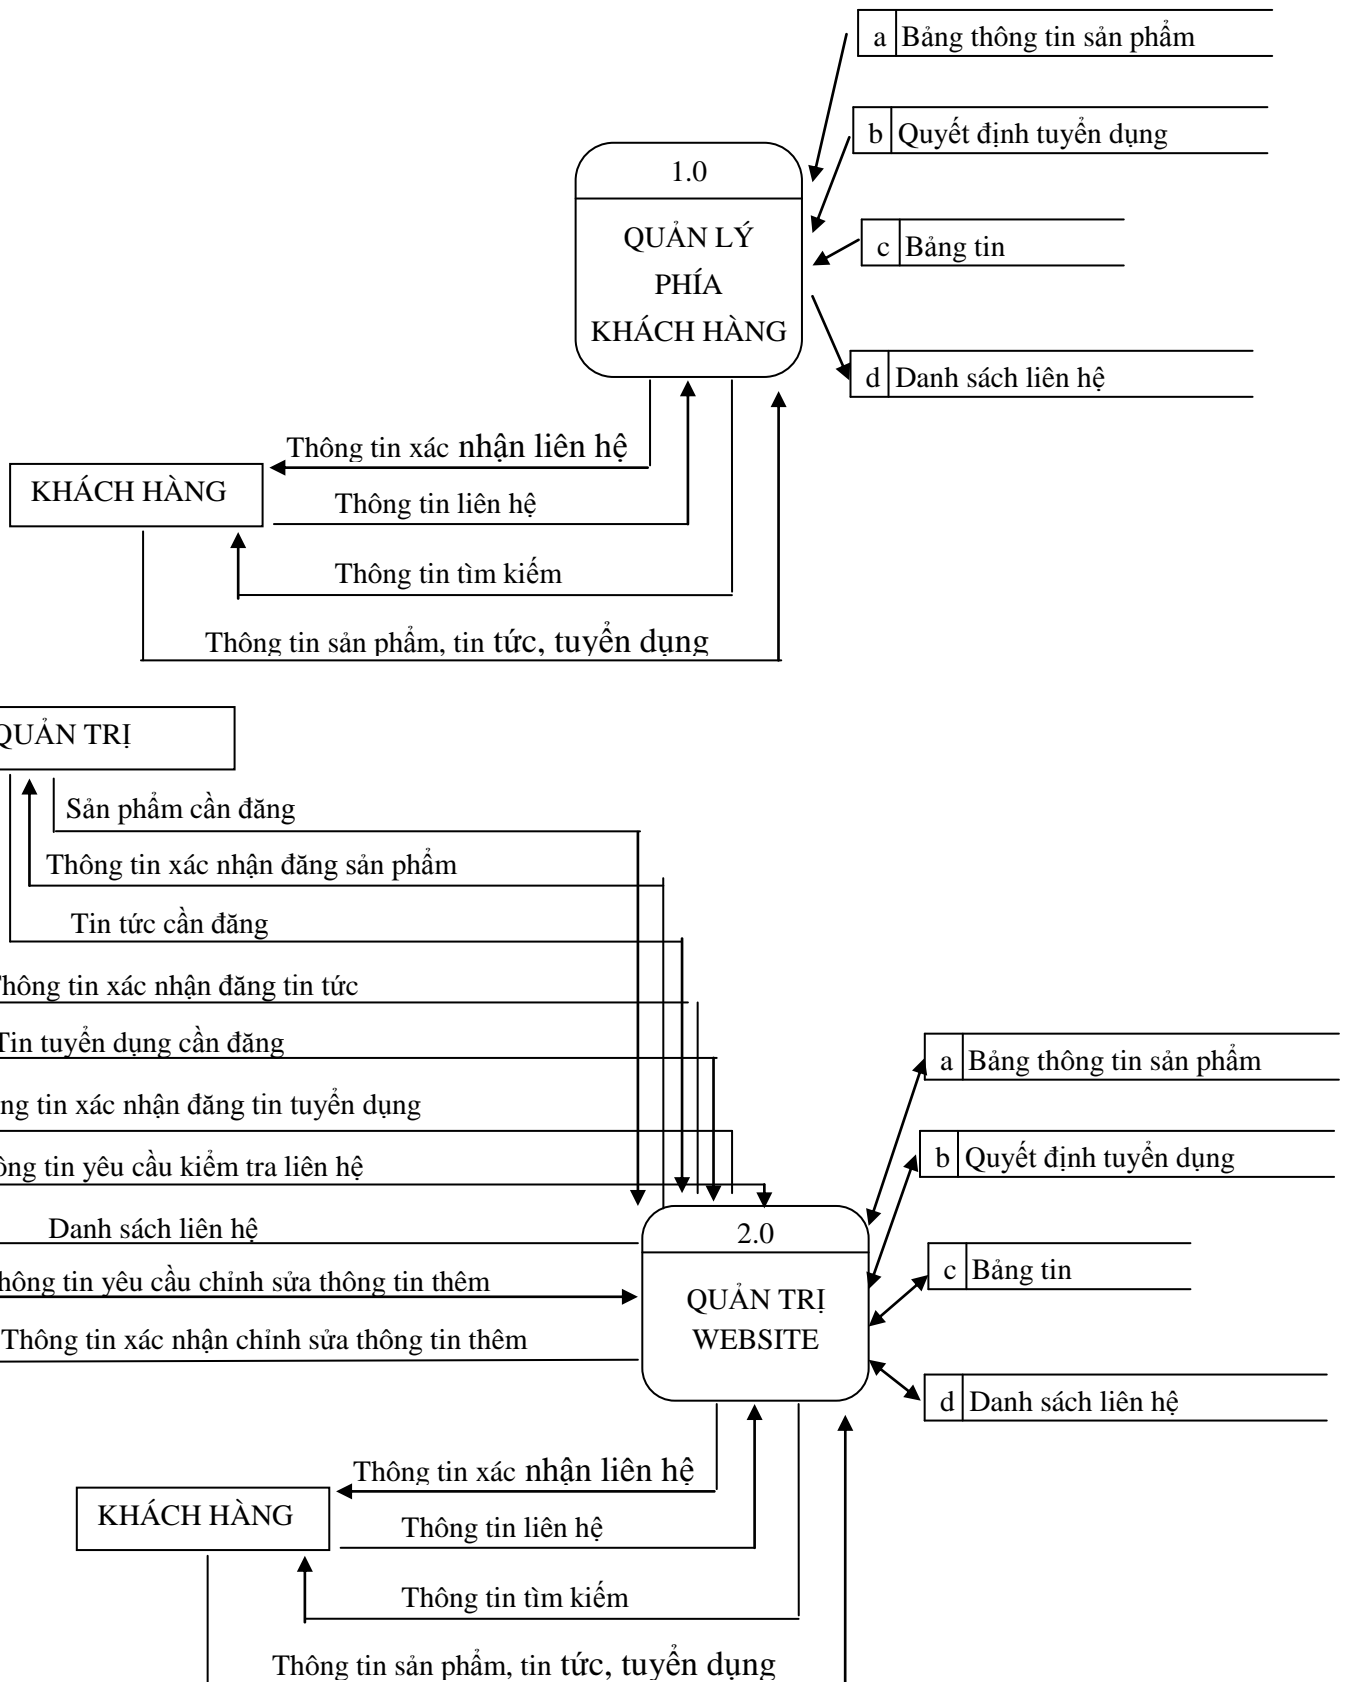 a Bảng thông tin sản phẩm
b Quyết định tuyển dụng
1.0
QUẢN LÝ
PHÍA
KHÁCH HÀNG
c Bảng tin
d Danh sách liên hệ
Thông tin xác nhận liên hệ
KHÁCH HÀNG
Thông tin liên hệ
Thông tin tìm kiếm
Thông tin sản phẩm, tin tức, tuyển dụng
QUẢN TRỊ
Sản phẩm cần đăng
Thông tin xác nhận đăng sản phẩm
Tin tức cần đăng
Thông tin xác nhận đăng tin tức
Tin tuyển dụng cần đăng
a Bảng thông tin sản phẩm
ng tin xác nhận đăng tin tuyển dụng
b Quyết định tuyển dụng
ông tin yêu cầu kiểm tra liên hệ
Danh sách liên hệ
2.0
QUẢN TRỊ
WEBSITE
c Bảng tin
hông tin yêu cầu chỉnh sửa thông tin thêm
Thông tin xác nhận chỉnh sửa thông tin thêm
d Danh sách liên hệ
Thông tin xác nhận liên hệ
KHÁCH HÀNG
Thông tin liên hệ
Thông tin tìm kiếm
Thông tin sản phẩm, tin tức, tuyển dụng